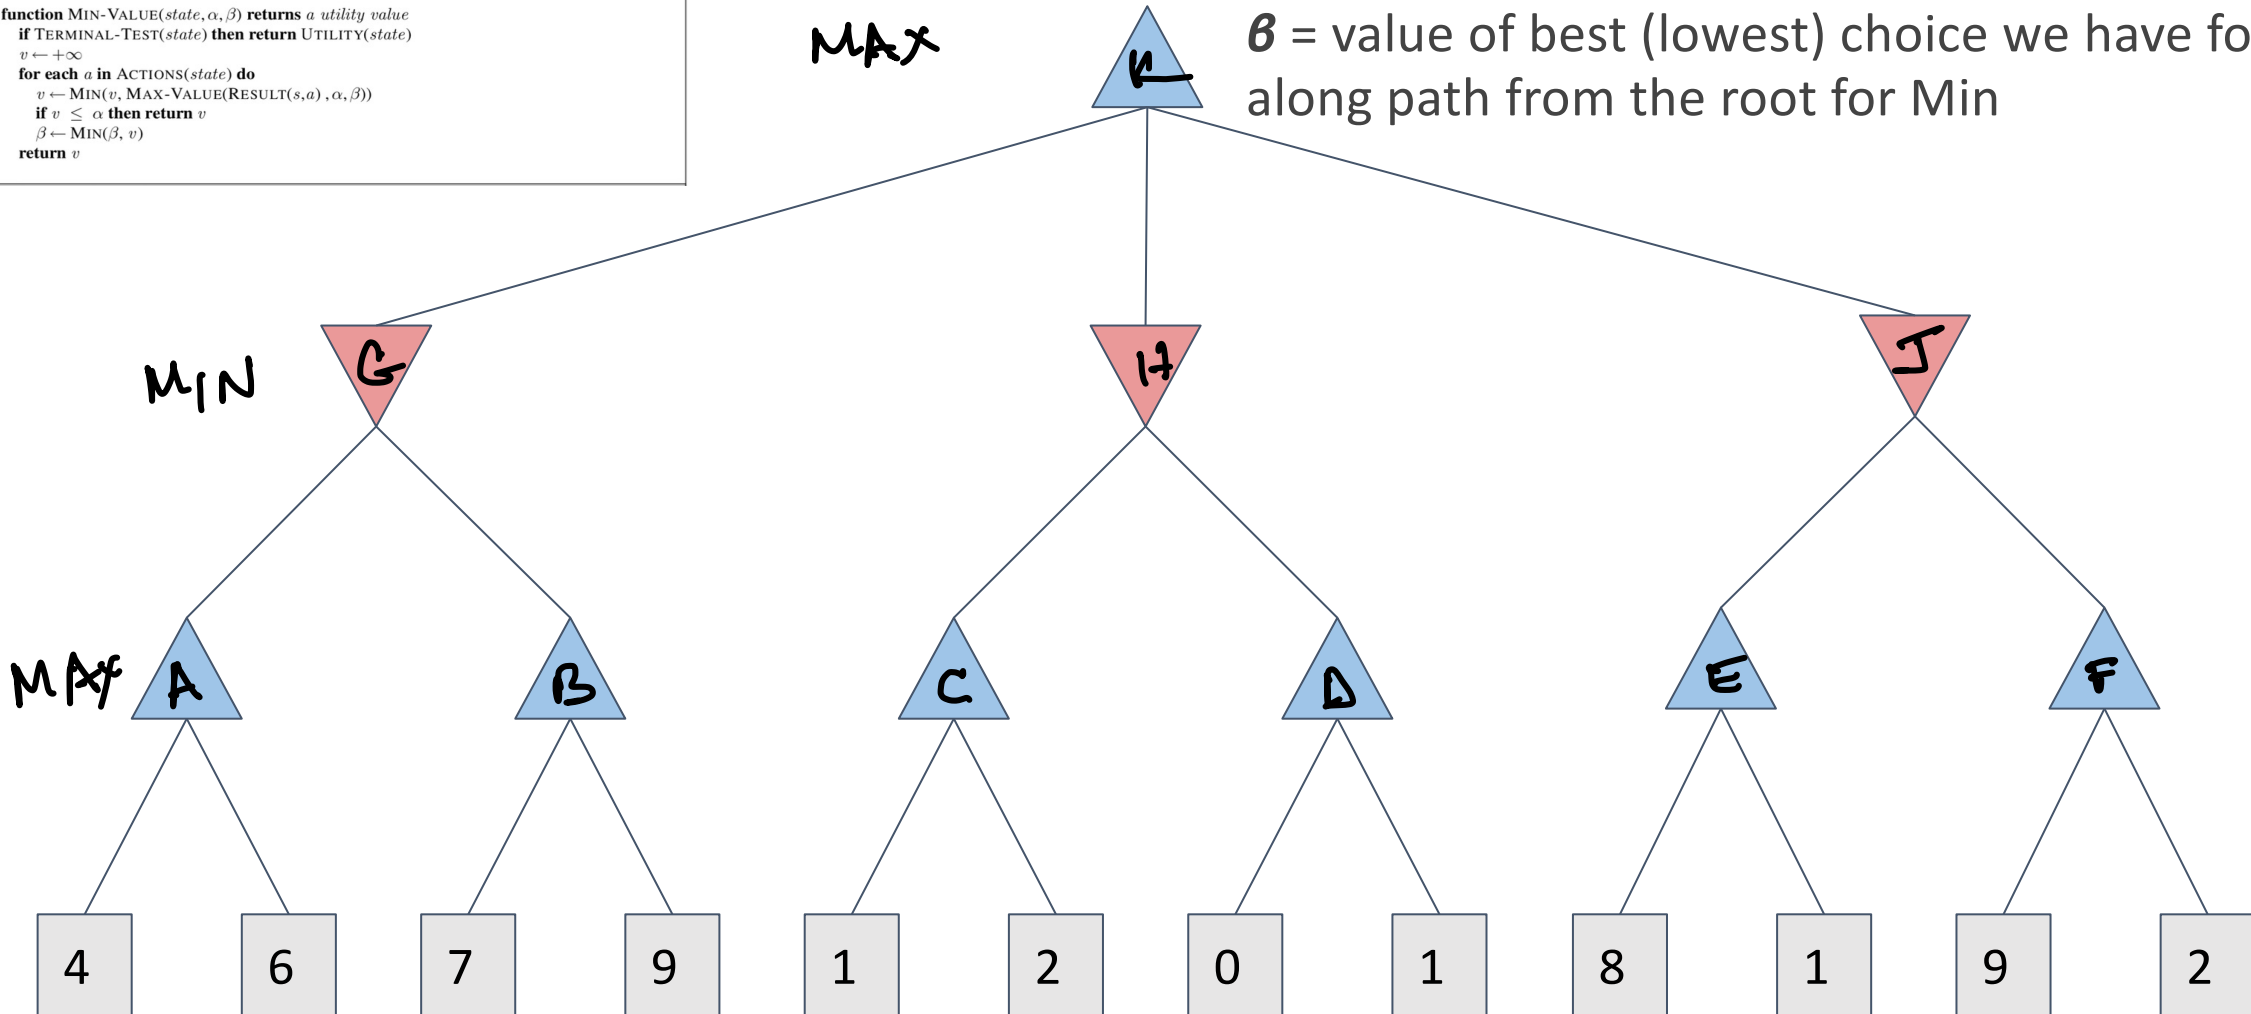 function MIN-VALUE(state, α, β) returns a utility value
if TERMINAL-TEST(state) then return UTILITY(state)
v ← +∞
for each a in ACTIONS(state) do
v ← MIN(v, MAX-VALUE(RESULT(s,a) , α, β))
if v ≤ α then return v
β ← MIN(β, v)
return v
MAX
K
β = value of best (lowest) choice we have fo
along path from the root for Min
MIN
G
H
J
MAX
A
B
C
D
E
F
4 6 7 9 1 2 0 1 8 1 9 2